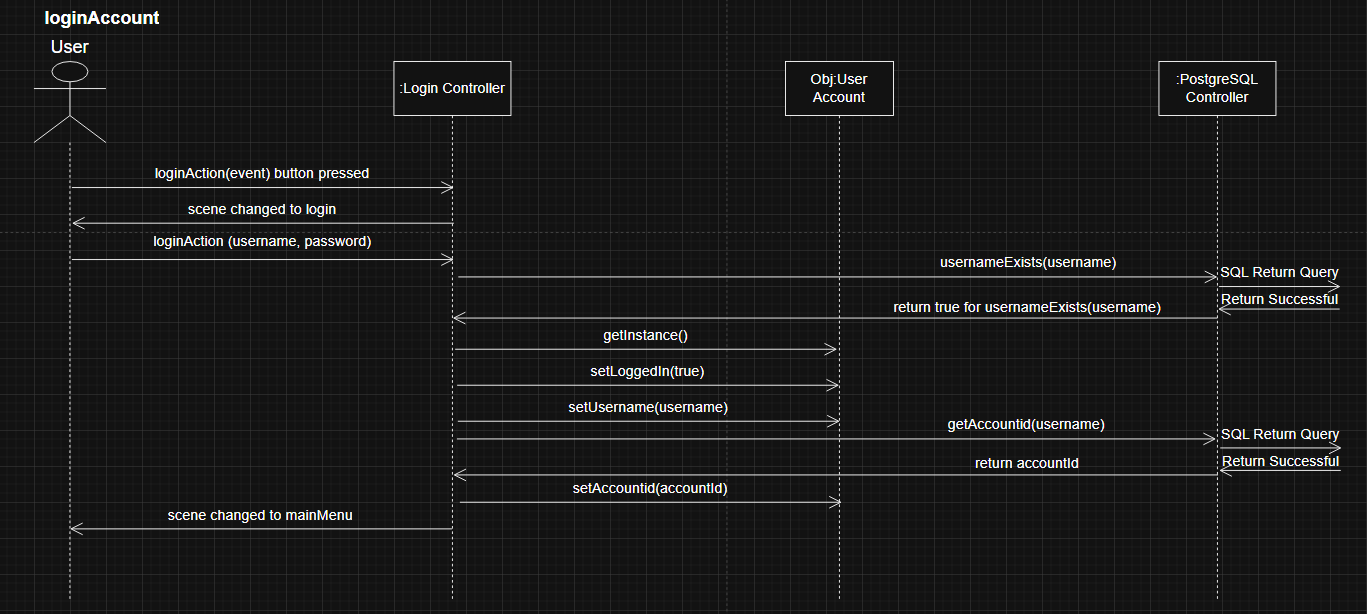 loginAccount
User
:Login Controller
Obj:User
Account
:PostgreSQL
Controller
loginAction(event) button pressed
scene changed to login
loginAction (username, password)
usernameExists(username)
SQL Return Query
Return Successful
return true for usernameExists(username)
getInstance()
setLoggedIn(true)
setUsername(username)
getAccountid(username)
SQL Return Query
Return Successful
return accountId
setAccountid(accountId)
scene changed to mainMenu